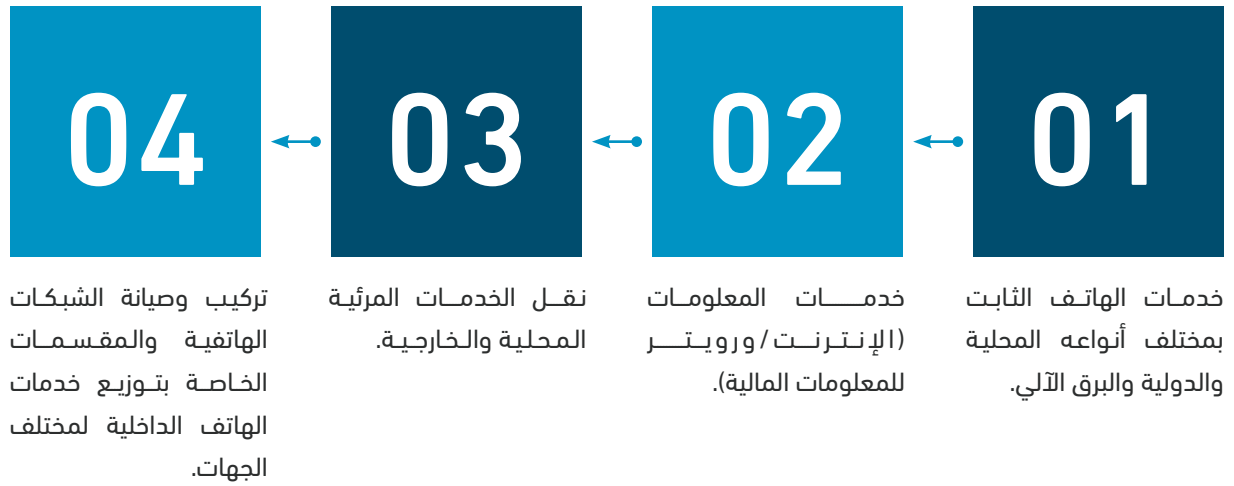 01
خدمات الهاتف الثابت
بمختلف أنواعه المحلية
والدولية والبرق الآلي.
02
خدمات المعلومات
(الإنترنت/ورويتر
للمعلومات المالية).
03
نقل الخدمات المرئية
المحلية والخارجية.
04
تركيب وصيانة الشبكات
الهاتفية والمقسمات
الخاصة بتوزيع خدمات
الهاتف الداخلية لمختلف
الجهات.